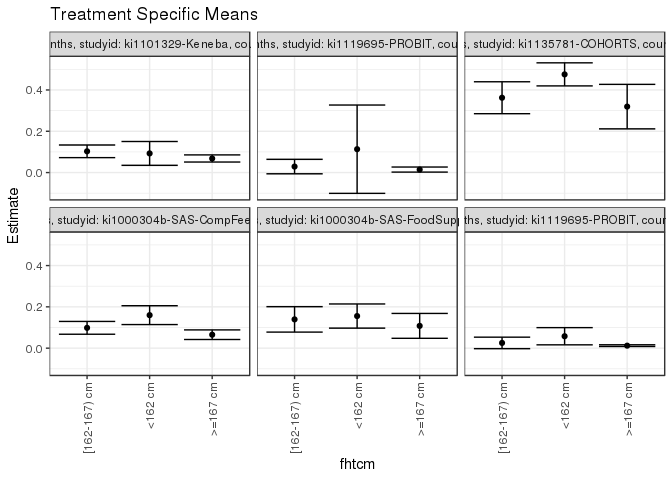 Treatment Specific Means
nths, studyid: ki1101329-Keneba, co
nths, studyid: ki1119695-PROBIT, cou
s, studyid: ki1135781-COHORTS, cour
0.4
0.2
0.0
s, studyid: ki1000304b-SAS-CompFee
, studyid: ki1000304b-SAS-FoodSupp
nths, studyid: ki1119695-PROBIT, cour
0.4
0.2
0.0
Estimate
[162-167) cm
<162 cm
>=167 cm
[162-167) cm
<162 cm
>=167 cm
[162-167) cm
<162 cm
>=167 cm
fhtcm